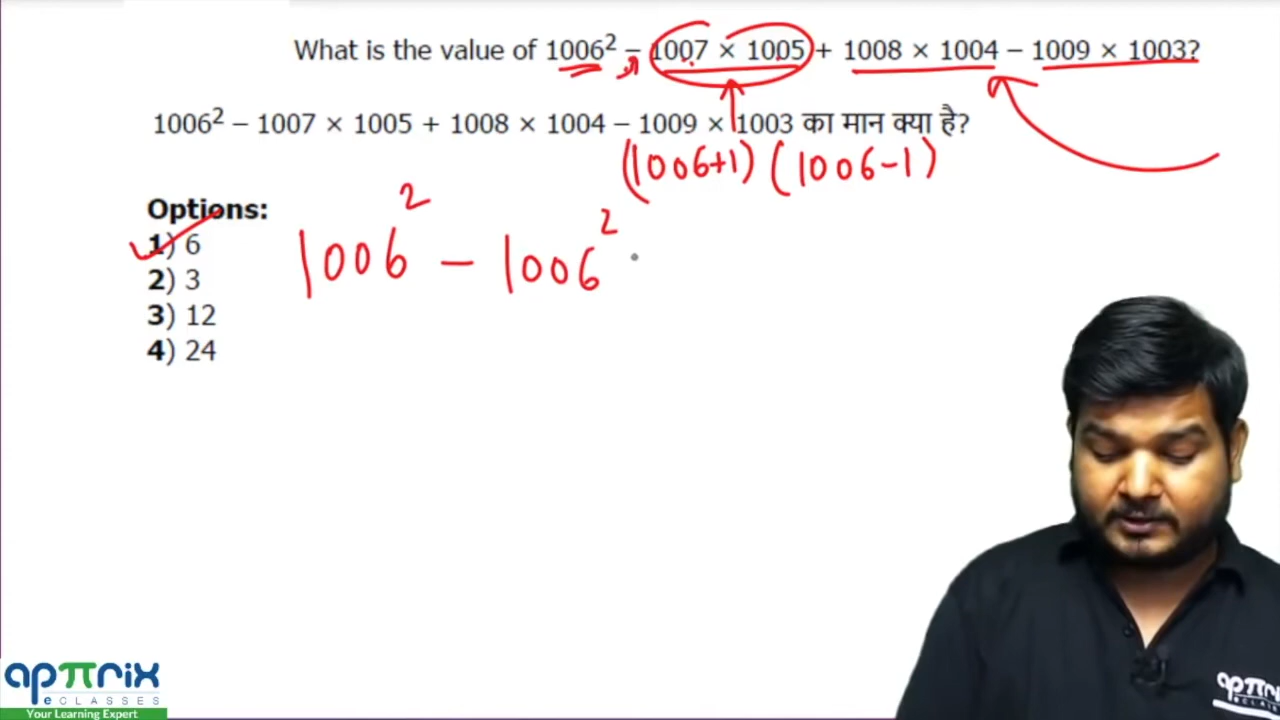 What is the value of 1006² – 1007 × 1005 + 1008 × 1004 – 1009 × 1003?
1006² – 1007 × 1005 + 1008 × 1004 – 1009 × 1003 का मान क्या है?
(1006+1) (1006-1)
Options:
1) 6
2) 3
3) 12
4) 24
1006² - 1006²
apttrix
eCLASSES
Your Learning Expert
apttrix